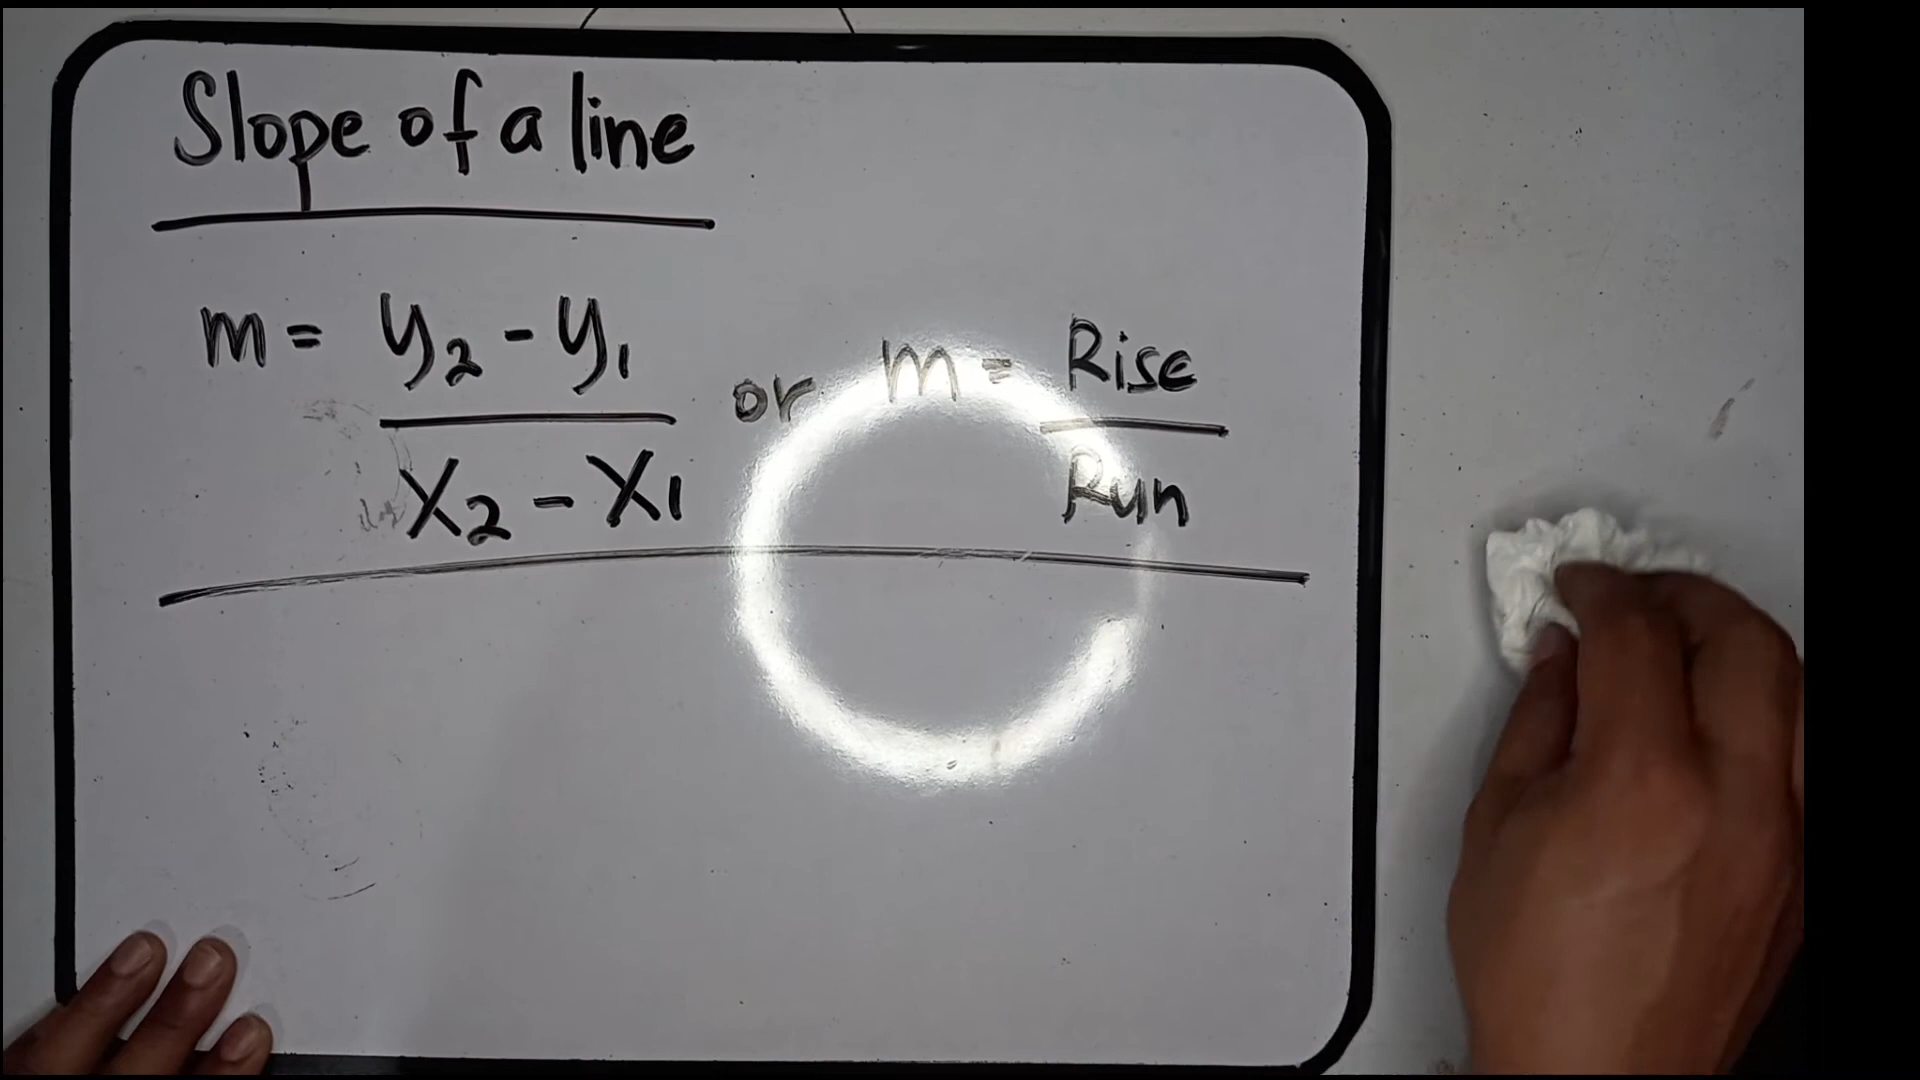 Slope of a line
m = y₂ - y₁ / x₂ - x₁ or m = Rise / Run